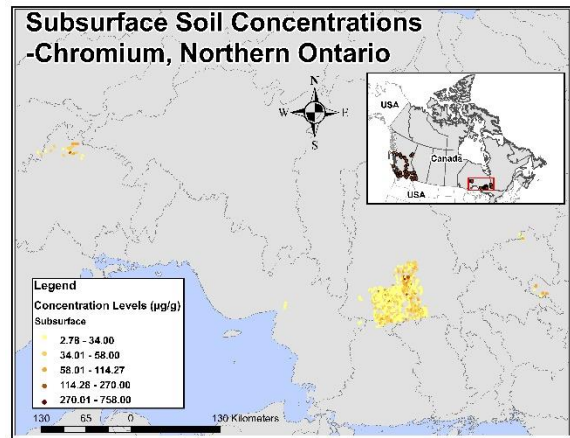 Subsurface Soil Concentrations
-Chromium, Northern Ontario
N
W E
S
USA
Canada
USA
Legend
Concentration Levels (µg/g)
Subsurface
2.78 - 34.00
34.01 - 58.00
58.01 - 114.27
114.28 - 270.00
270.01 - 758.00
130 65 0 130 Kilometers